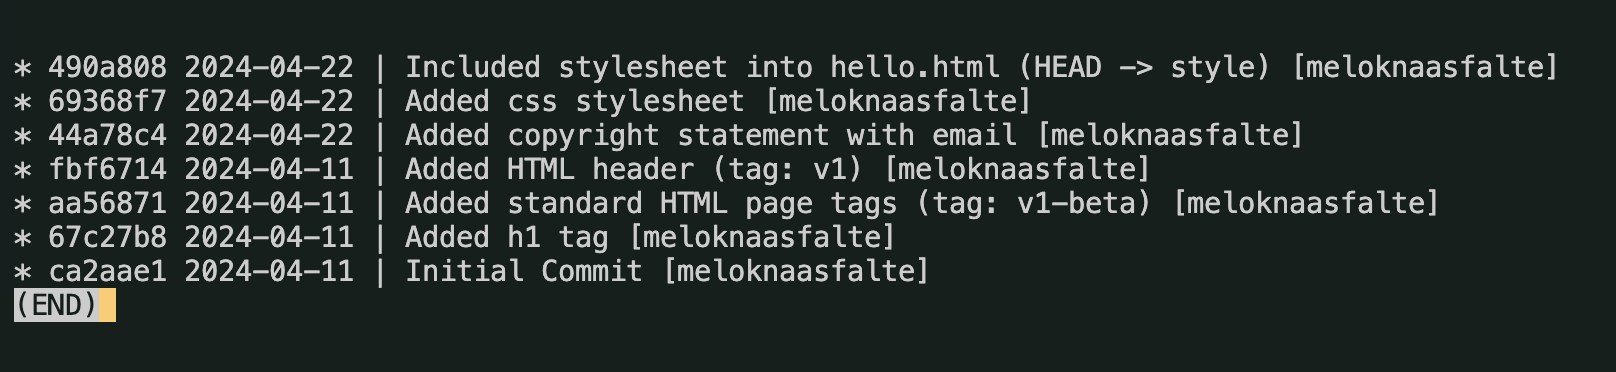 * 490a808 2024-04-22 | Included stylesheet into hello.html (HEAD -> style) [meloknaasfalte]
* 69368f7 2024-04-22 | Added css stylesheet [meloknaasfalte]
* 44a78c4 2024-04-22 | Added copyright statement with email [meloknaasfalte]
* fbf6714 2024-04-11 | Added HTML header (tag: v1) [meloknaasfalte]
* aa56871 2024-04-11 | Added standard HTML page tags (tag: v1-beta) [meloknaasfalte]
* 67c27b8 2024-04-11 | Added h1 tag [meloknaasfalte]
* ca2aae1 2024-04-11 | Initial Commit [meloknaasfalte]
(END)